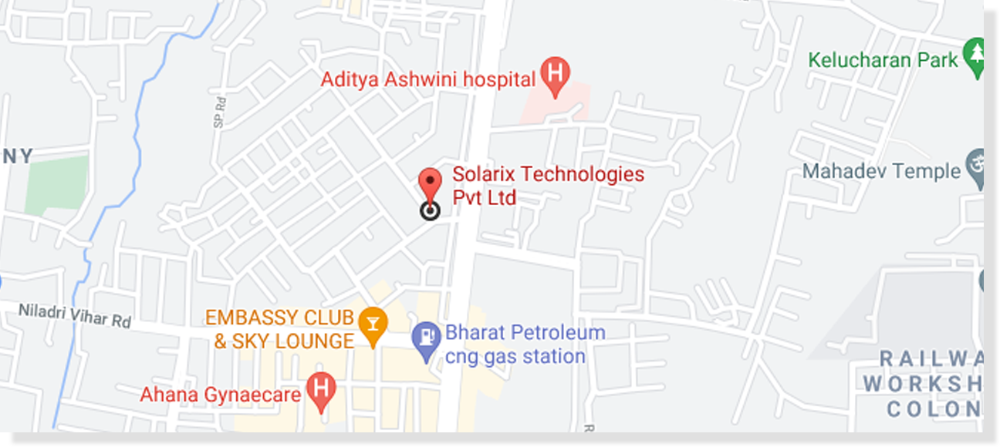 Kelucharan Park
Aditya Ashwini hospital
H
SP Rd
NY
Mahadev Temple
Solarix Technologies
Pvt Ltd
Niladri Vihar Rd
EMBASSY CLUB
& SKY LOUNGE
Bharat Petroleum
cng gas station
RAILWA
WORKSH
COLON
Ahana Gynaecare
H
R